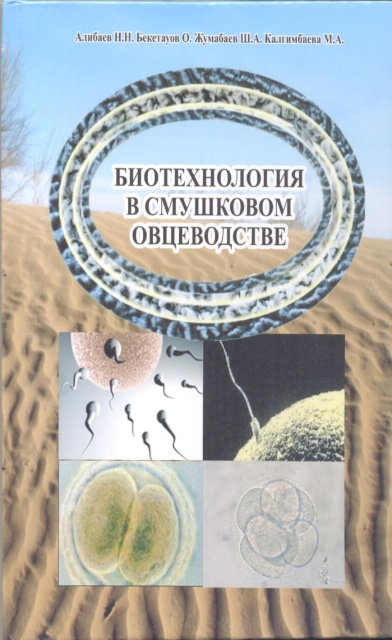 Алибаев Н.Н. Бекетауов О. Жумабаев Ш.А. Калгимбаева М.А.
БИОТЕХНОЛОГИЯ
В СМУШКОВОМ
ОВЦЕВОДСТВЕ